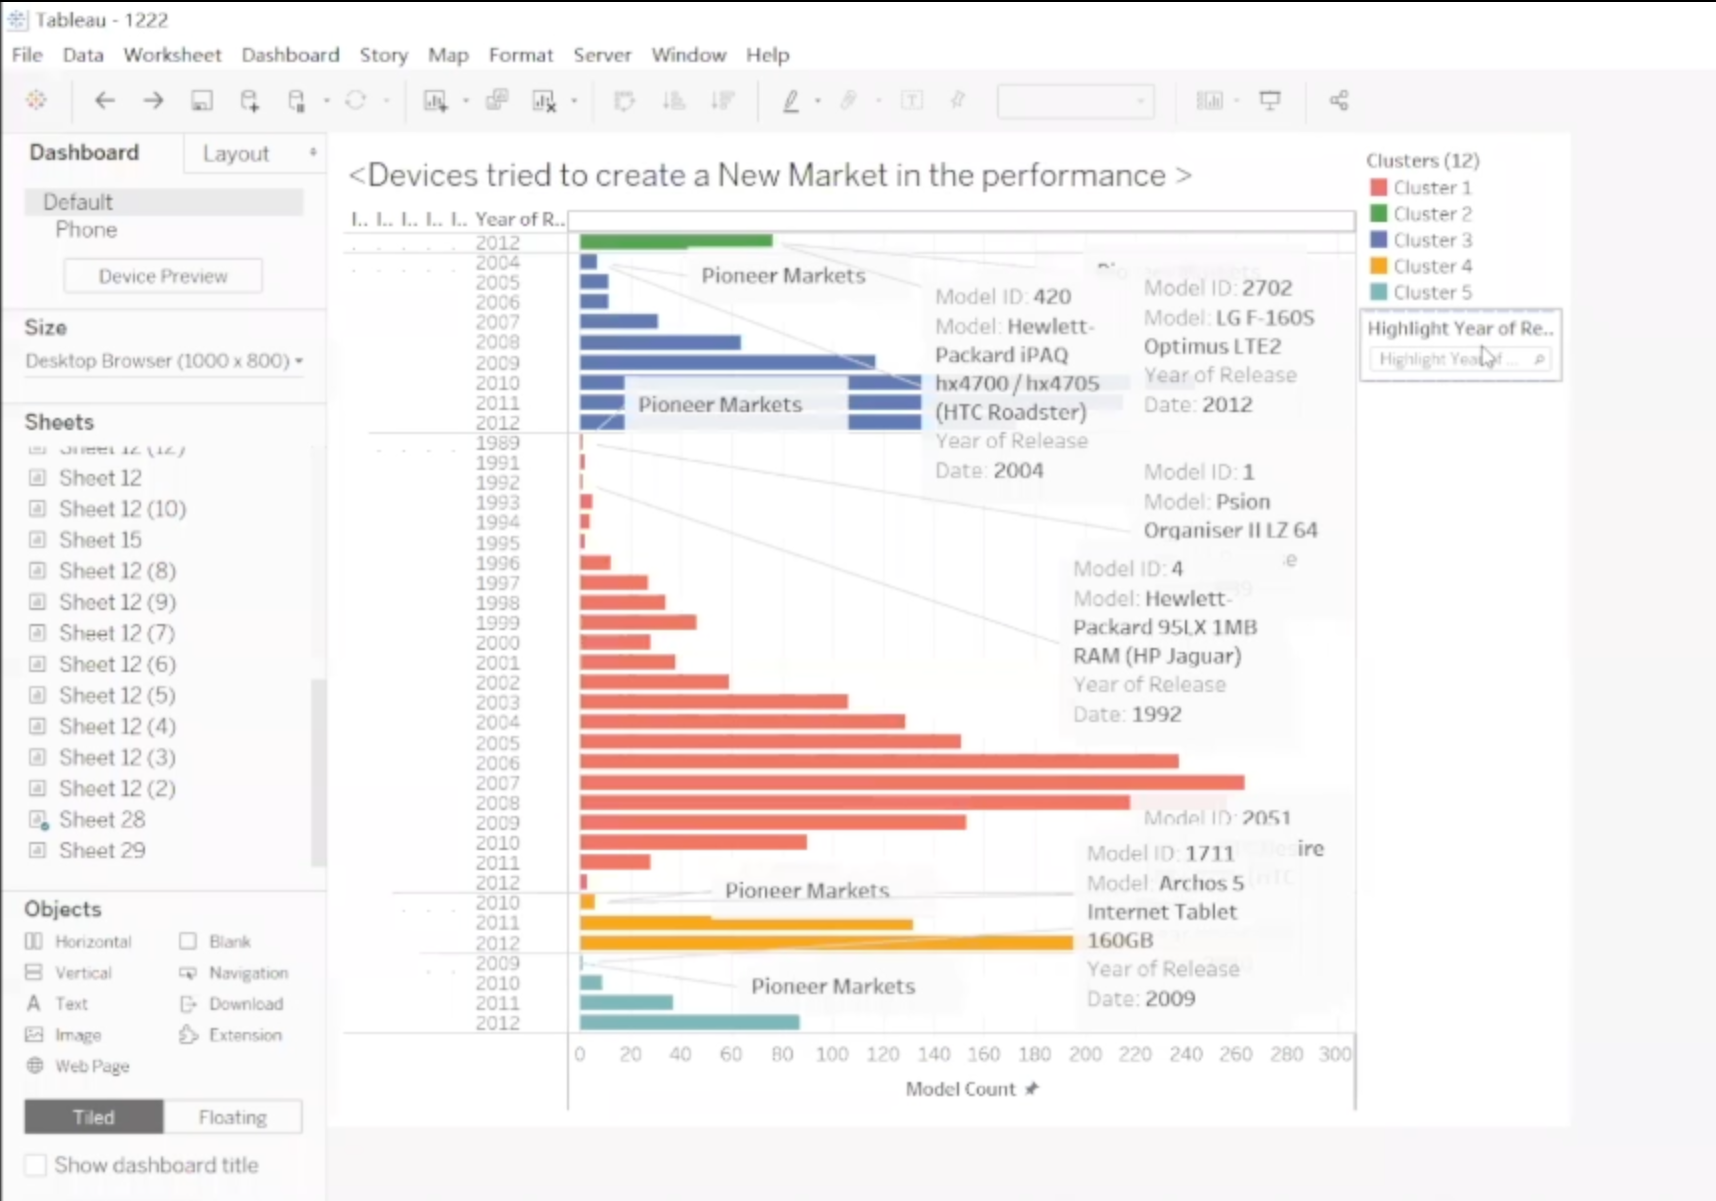 Tableau - 1222
File Data Worksheet Dashboard Story Map Format Server Window Help
Dashboard Layout
Default
Phone
Device Preview
Size
Desktop Browser (1000 x 800)
Sheets
Sheet 12 (12)
Sheet 12
Sheet 12 (10)
Sheet 15
Sheet 12 (8)
Sheet 12 (9)
Sheet 12 (7)
Sheet 12 (6)
Sheet 12 (5)
Sheet 12 (4)
Sheet 12 (3)
Sheet 12 (2)
Sheet 28
Sheet 29
Objects
Horizontal Blank
Vertical Navigation
Text Download
Image Extension
Web Page
Tiled Floating
Show dashboard title
<Devices tried to create a New Market in the performance >
I.. I.. I.. I.. I.. Year of R..
2012
2004
2005
2006
2007
2008
2009
2010
2011
2012
1989
1991
1992
1993
1994
1995
1996
1997
1998
1999
2000
2001
2002
2003
2004
2005
2006
2007
2008
2009
2010
2011
2012
2010
2011
2012
2009
2010
2011
2012
Pioneer Markets
Pioneer Markets
Pioneer Markets
Pioneer Markets
Model ID: 420
Model: Hewlett-
Packard iPAQ
hx4700 / hx4705
(HTC Roadster)
Year of Release
Date: 2004
Model ID: 2702
Model: LG F-160S
Optimus LTE2
Year of Release
Date: 2012
Model ID: 1
Model: Psion
Organiser II LZ 64
Model ID: 4
Model: Hewlett-
Packard 95LX 1MB
RAM (HP Jaguar)
Year of Release
Date: 1992
Model ID: 2051
Model ID: 1711
Model: Archos 5
Internet Tablet
160GB
Year of Release
Date: 2009
0 20 40 60 80 100 120 140 160 180 200 220 240 260 280 300
Model Count
Clusters (12)
Cluster 1
Cluster 2
Cluster 3
Cluster 4
Cluster 5
Highlight Year of Re..
Highlight Year of ...